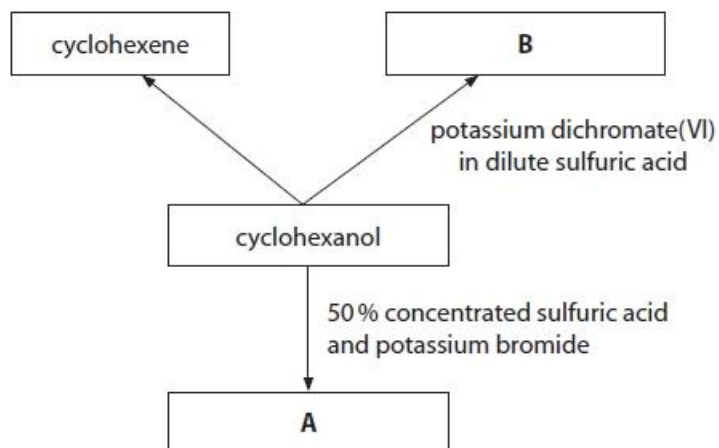 cyclohexene
B
potassium dichromate(VI)
in dilute sulfuric acid
cyclohexanol
50% concentrated sulfuric acid
and potassium bromide
A